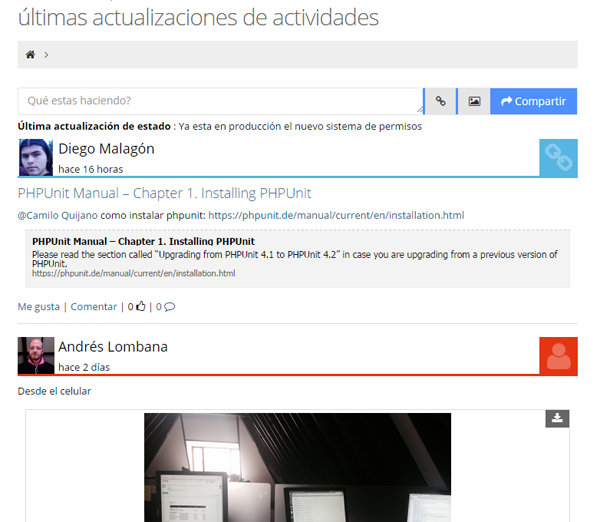 últimas actualizaciones de actividades
Qué estas haciendo?
Compartir
Última actualización de estado : Ya esta en producción el nuevo sistema de permisos
Diego Malagón
hace 16 horas
PHPUnit Manual – Chapter 1. Installing PHPUnit
@Camilo Quijano como instalar phpunit: https://phpunit.de/manual/current/en/installation.html
PHPUnit Manual – Chapter 1. Installing PHPUnit
Please read the section called “Upgrading from PHPUnit 4.1 to PHPUnit 4.2” in case you are upgrading from a previous version of
PHPUnit.
https://phpunit.de/manual/current/en/installation.html
Me gusta | Comentar | 0 | 0
Andrés Lombana
hace 2 días
Desde el celular